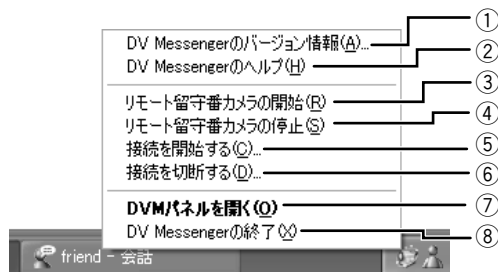 DV Messengerのバージョン情報(A)... ①
DV Messengerのヘルプ(H) ②
リモート留守番カメラの開始(R) ③
リモート留守番カメラの停止(S) ④
接続を開始する(C)... ⑤
接続を切断する(D)... ⑥
DVMパネルを開く(O) ⑦
DV Messengerの終了(X) ⑧
friend - 会話